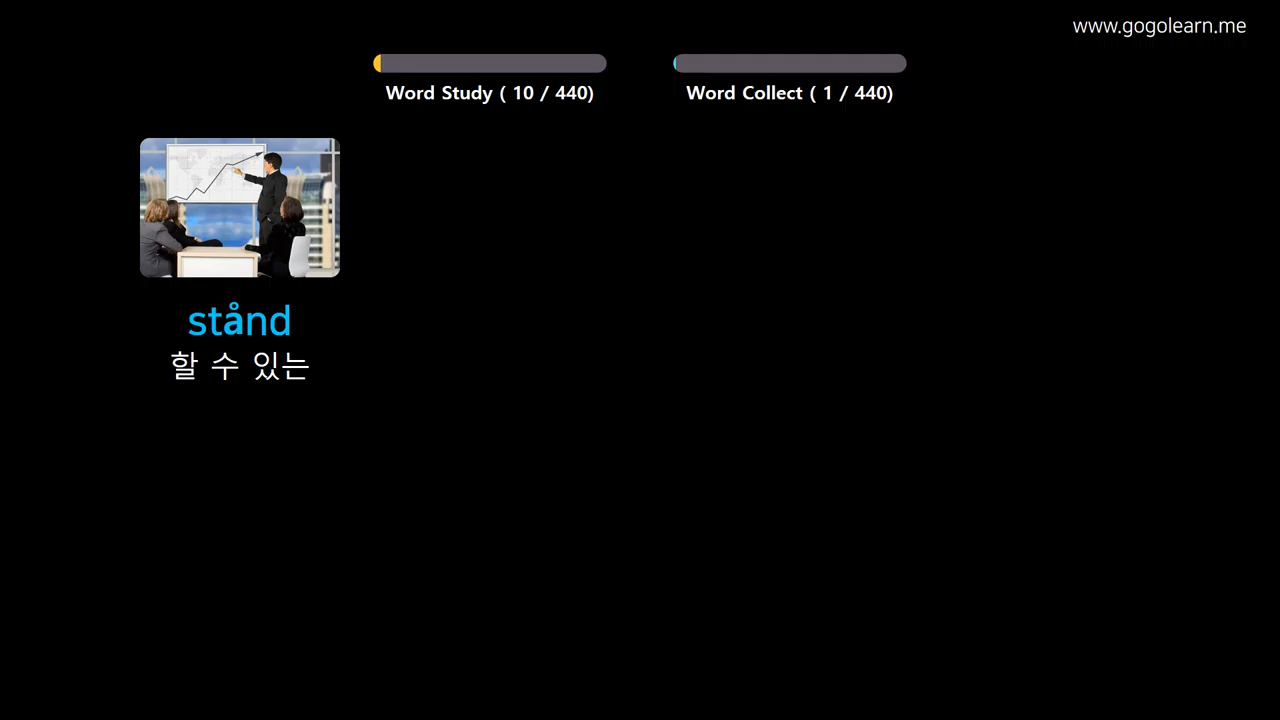 www.gogolearn.me
Word Study ( 10 / 440)
Word Collect ( 1 / 440)
stånd
할 수 있는